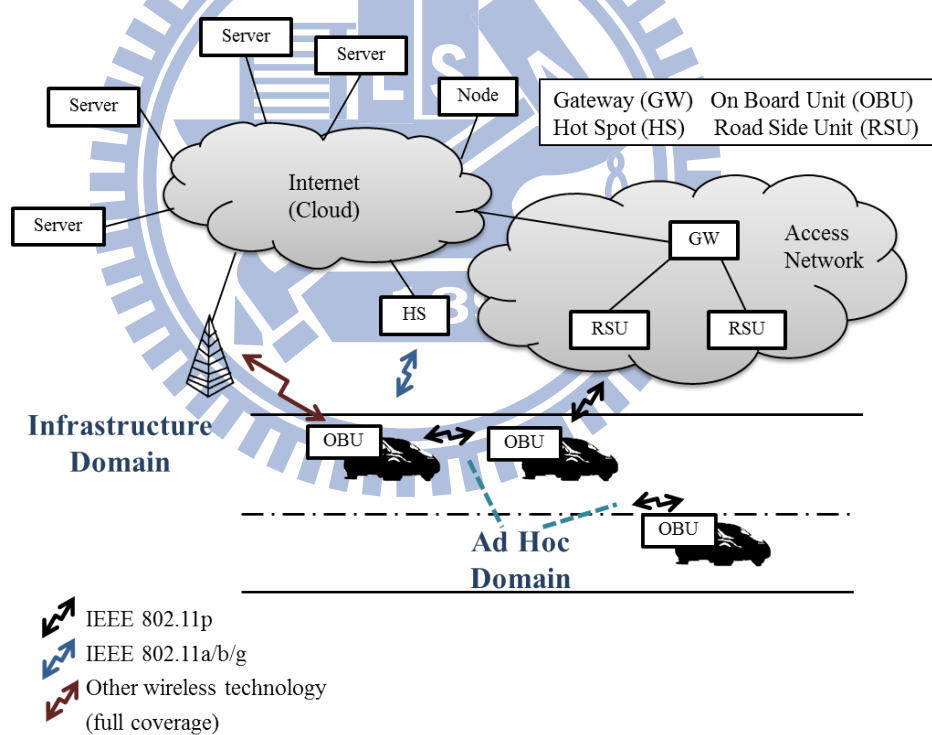 Server
Server
Server
Node
Server
Gateway (GW) On Board Unit (OBU)
Hot Spot (HS) Road Side Unit (RSU)
Internet
(Cloud)
GW
Access
Network
HS
RSU
RSU
Infrastructure
Domain
OBU
OBU
OBU
Ad Hoc
Domain
IEEE 802.11p
IEEE 802.11a/b/g
Other wireless technology
(full coverage)